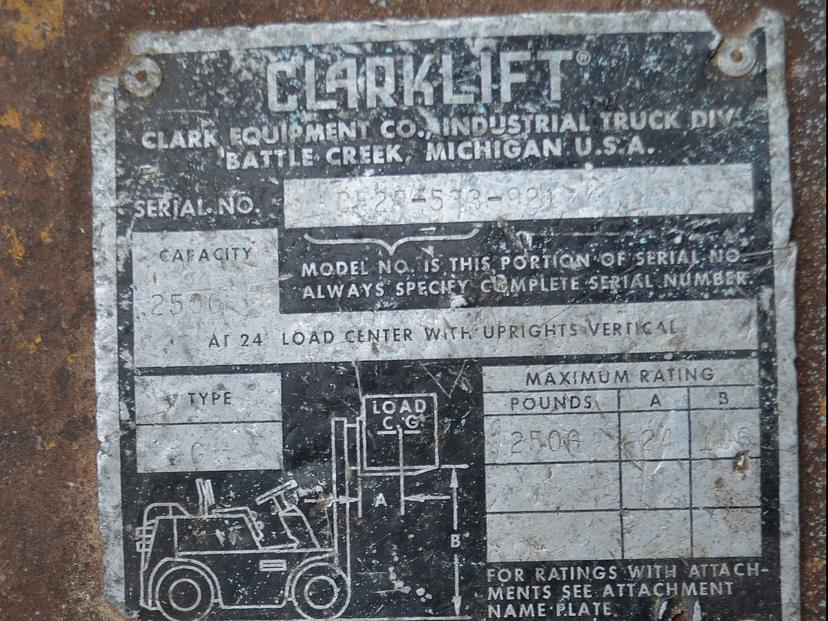 CLARKLIFT®
CLARK EQUIPMENT CO., INDUSTRIAL TRUCK DIV.
BATTLE CREEK, MICHIGAN U.S.A.
SERIAL NO.
CAPACITY
MODEL NO. IS THIS PORTION OF SERIAL NO.
ALWAYS SPECIFY COMPLETE SERIAL NUMBER.
2500
AT 24" LOAD CENTER WITH UPRIGHTS VERTICAL
TYPE
G
MAXIMUM RATING
POUNDS A B
2500 24
LOAD
C.G.
A
B
FOR RATINGS WITH ATTACH-
MENTS SEE ATTACHMENT
NAME PLATE.